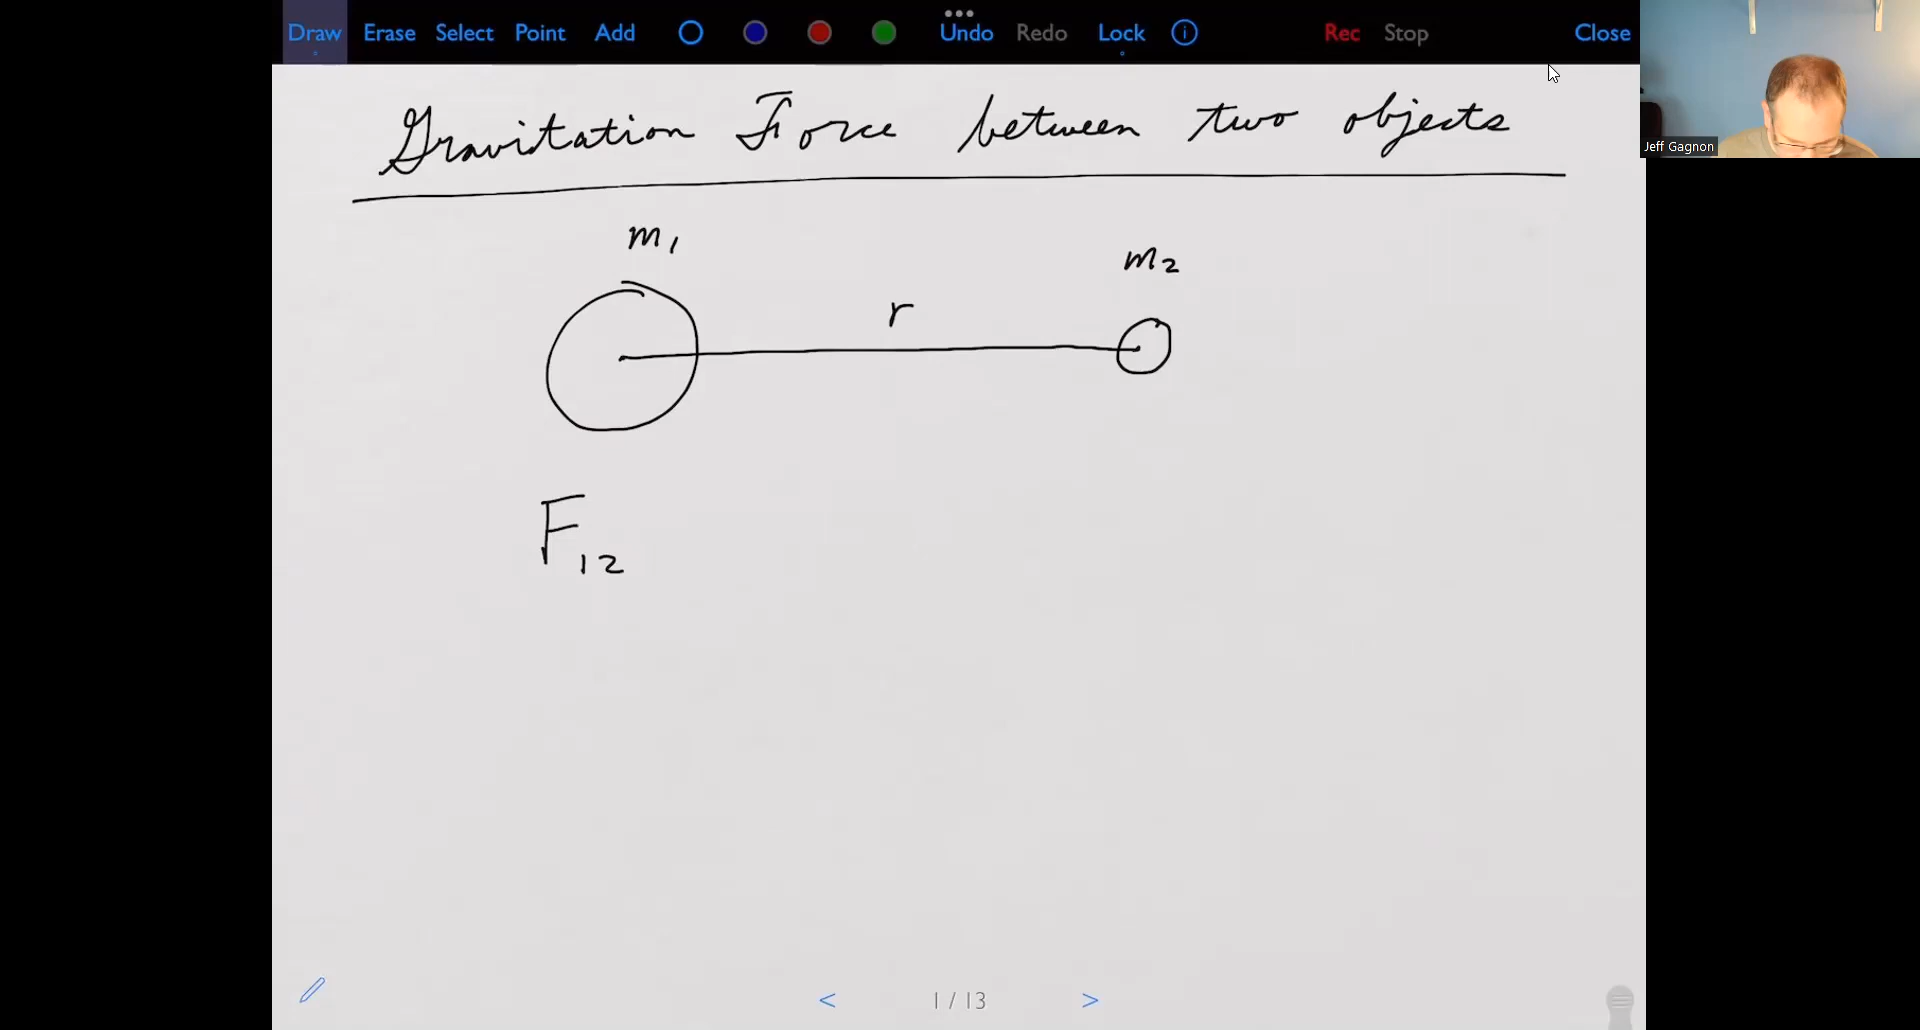 Draw Erase Select Point Add Undo Redo Lock Rec Stop Close
Jeff Gagnon
Gravitation Force between two objects
m1
m2
r
F12
< 1 / 13 >